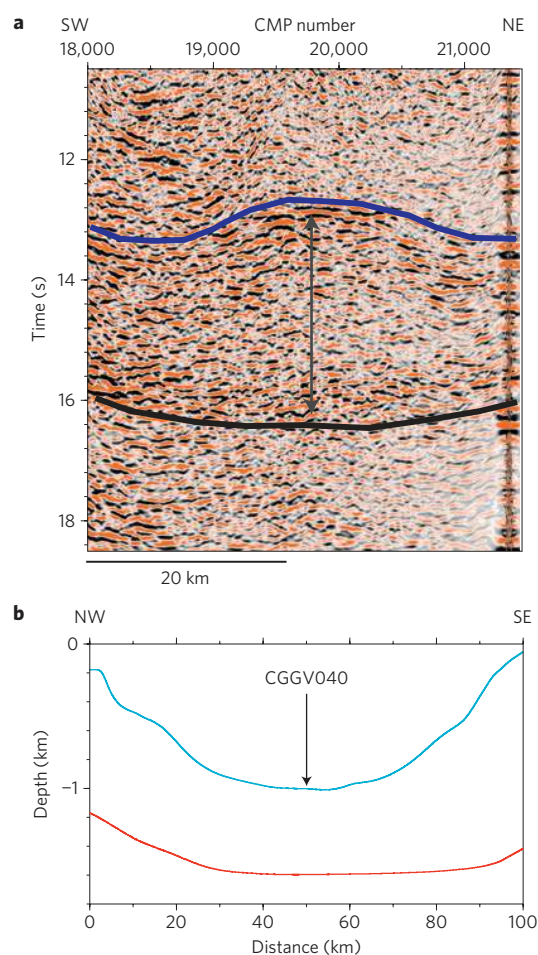 a
SW CMP number NE
18,000 19,000 20,000 21,000
12
14
16
18
Time (s)
20 km
b
NW SE
0
CGGV040
−1
Depth (km)
0 20 40 60 80 100
Distance (km)